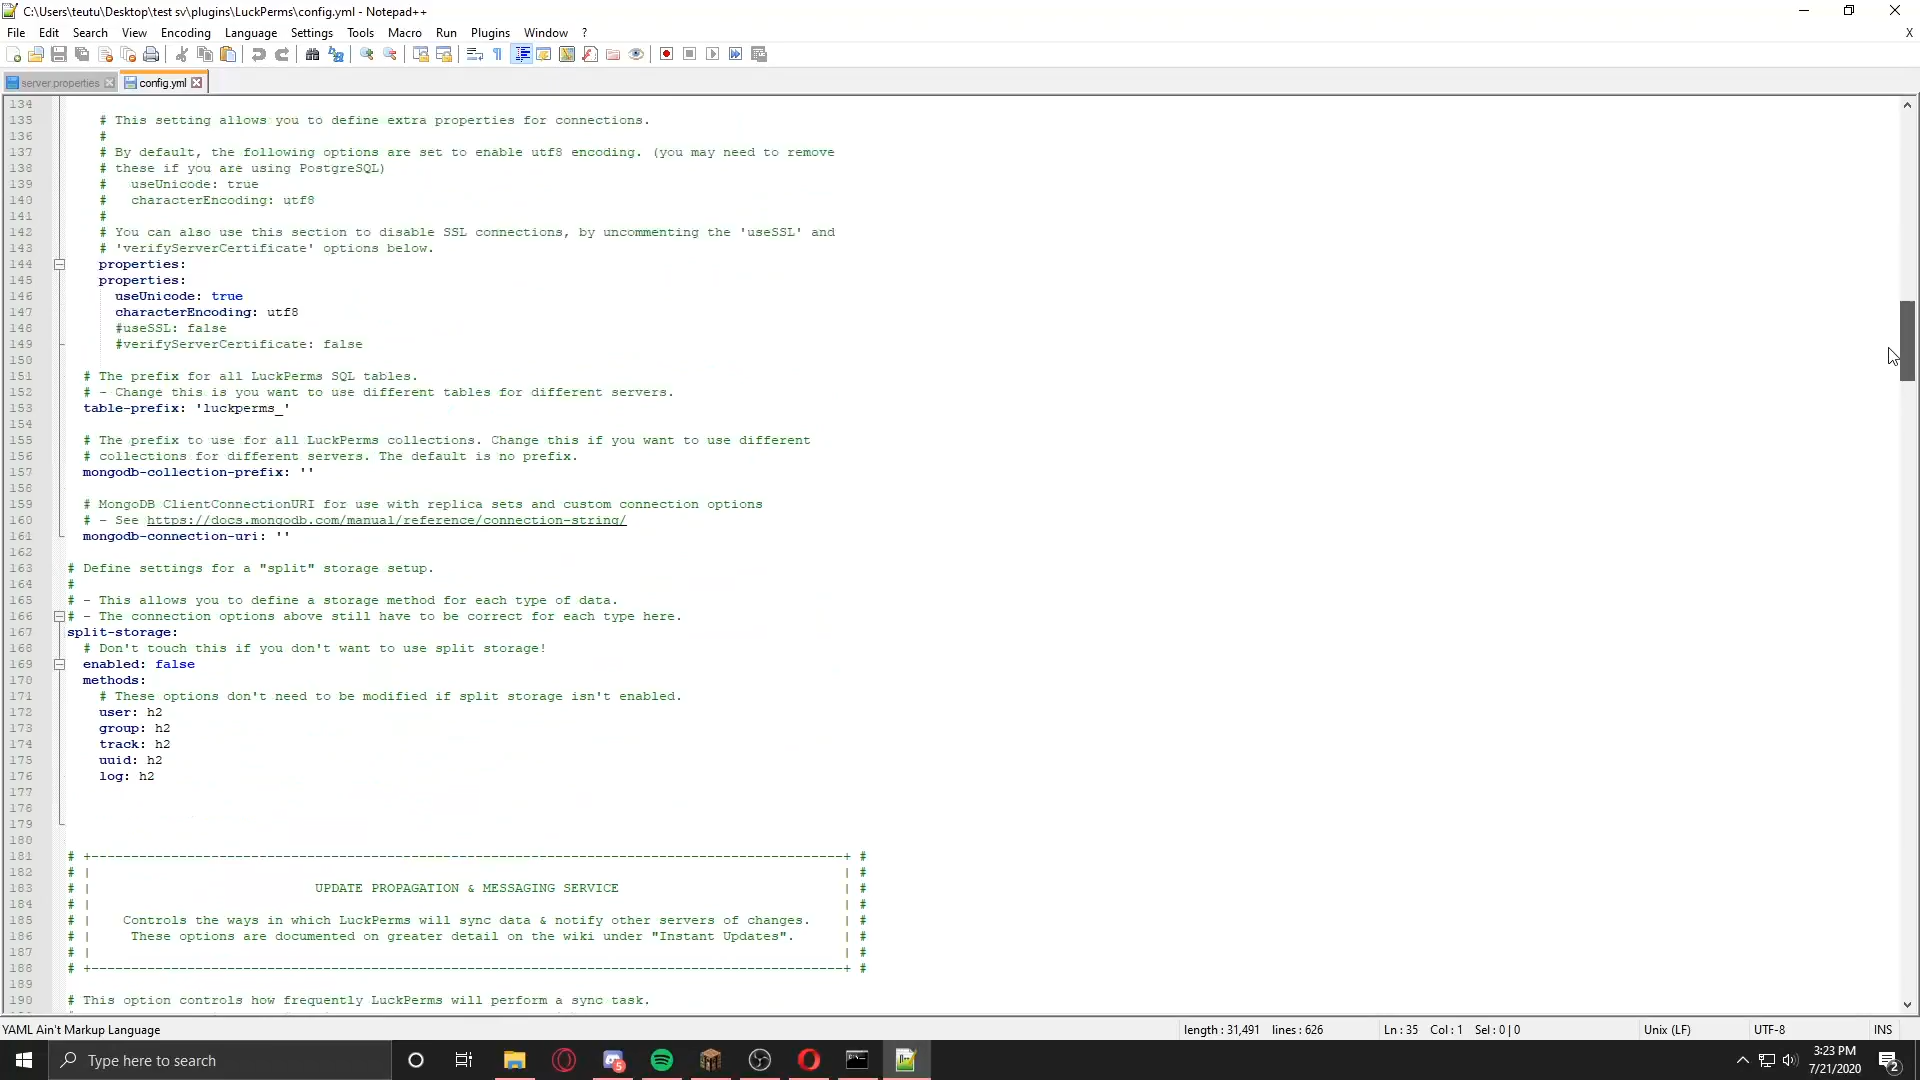 C:\Users\teutu\Desktop\test sv\plugins\LuckPerms\config.yml - Notepad++
File Edit Search View Encoding Language Settings Tools Macro Run Plugins Window ? X
server.properties config.yml
134
135 # This setting allows you to define extra properties for connections.
136 #
137 # By default, the following options are set to enable utf8 encoding. (you may need to remove
138 # these if you are using PostgreSQL)
139 #   useUnicode: true
140 #   characterEncoding: utf8
141 #
142 # You can also use this section to disable SSL connections, by uncommenting the 'useSSL' and
143 # 'verifyServerCertificate' options below.
144 properties:
145 properties:
146 useUnicode: true
147 characterEncoding: utf8
148 #useSSL: false
149 #verifyServerCertificate: false
150
151 # The prefix for all LuckPerms SQL tables.
152 # - Change this is you want to use different tables for different servers.
153 table-prefix: 'luckperms_'
154
155 # The prefix to use for all LuckPerms collections. Change this if you want to use different
156 # collections for different servers. The default is no prefix.
157 mongodb-collection-prefix: ''
158
159 # MongoDB ClientConnectionURI for use with replica sets and custom connection options
160 # - See https://docs.mongodb.com/manual/reference/connection-string/
161 mongodb-connection-uri: ''
162
163 # Define settings for a "split" storage setup.
164 #
165 # - This allows you to define a storage method for each type of data.
166 # - The connection options above still have to be correct for each type here.
167 split-storage:
168 # Don't touch this if you don't want to use split storage!
169 enabled: false
170 methods:
171 # These options don't need to be modified if split storage isn't enabled.
172 user: h2
173 group: h2
174 track: h2
175 uuid: h2
176 log: h2
177
178
179
180
181 # +----------------------------------------------------------------------------------------------+ #
182 # | | #
183 # | UPDATE PROPAGATION & MESSAGING SERVICE | #
184 # | | #
185 # | Controls the ways in which LuckPerms will sync data & notify other servers of changes. | #
186 # | These options are documented on greater detail on the wiki under "Instant Updates". | #
187 # | | #
188 # +----------------------------------------------------------------------------------------------+ #
189
190 # This option controls how frequently LuckPerms will perform a sync task.
YAML Ain't Markup Language length : 31,491 lines : 626 Ln : 35 Col : 1 Sel : 0 | 0 Unix (LF) UTF-8 INS
Type here to search 5 3:23 PM
7/21/2020 2